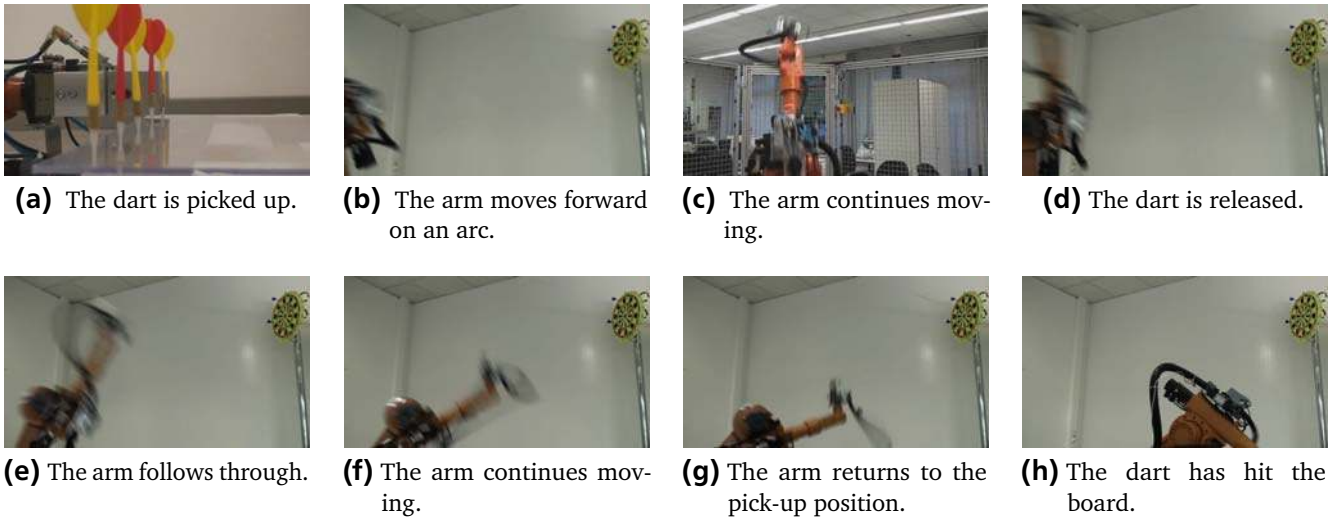 (a) The dart is picked up.
(b) The arm moves forward
on an arc.
(c) The arm continues mov-
ing.
(d) The dart is released.
(e) The arm follows through.
(f) The arm continues mov-
ing.
(g) The arm returns to the
pick-up position.
(h) The dart has hit the
board.